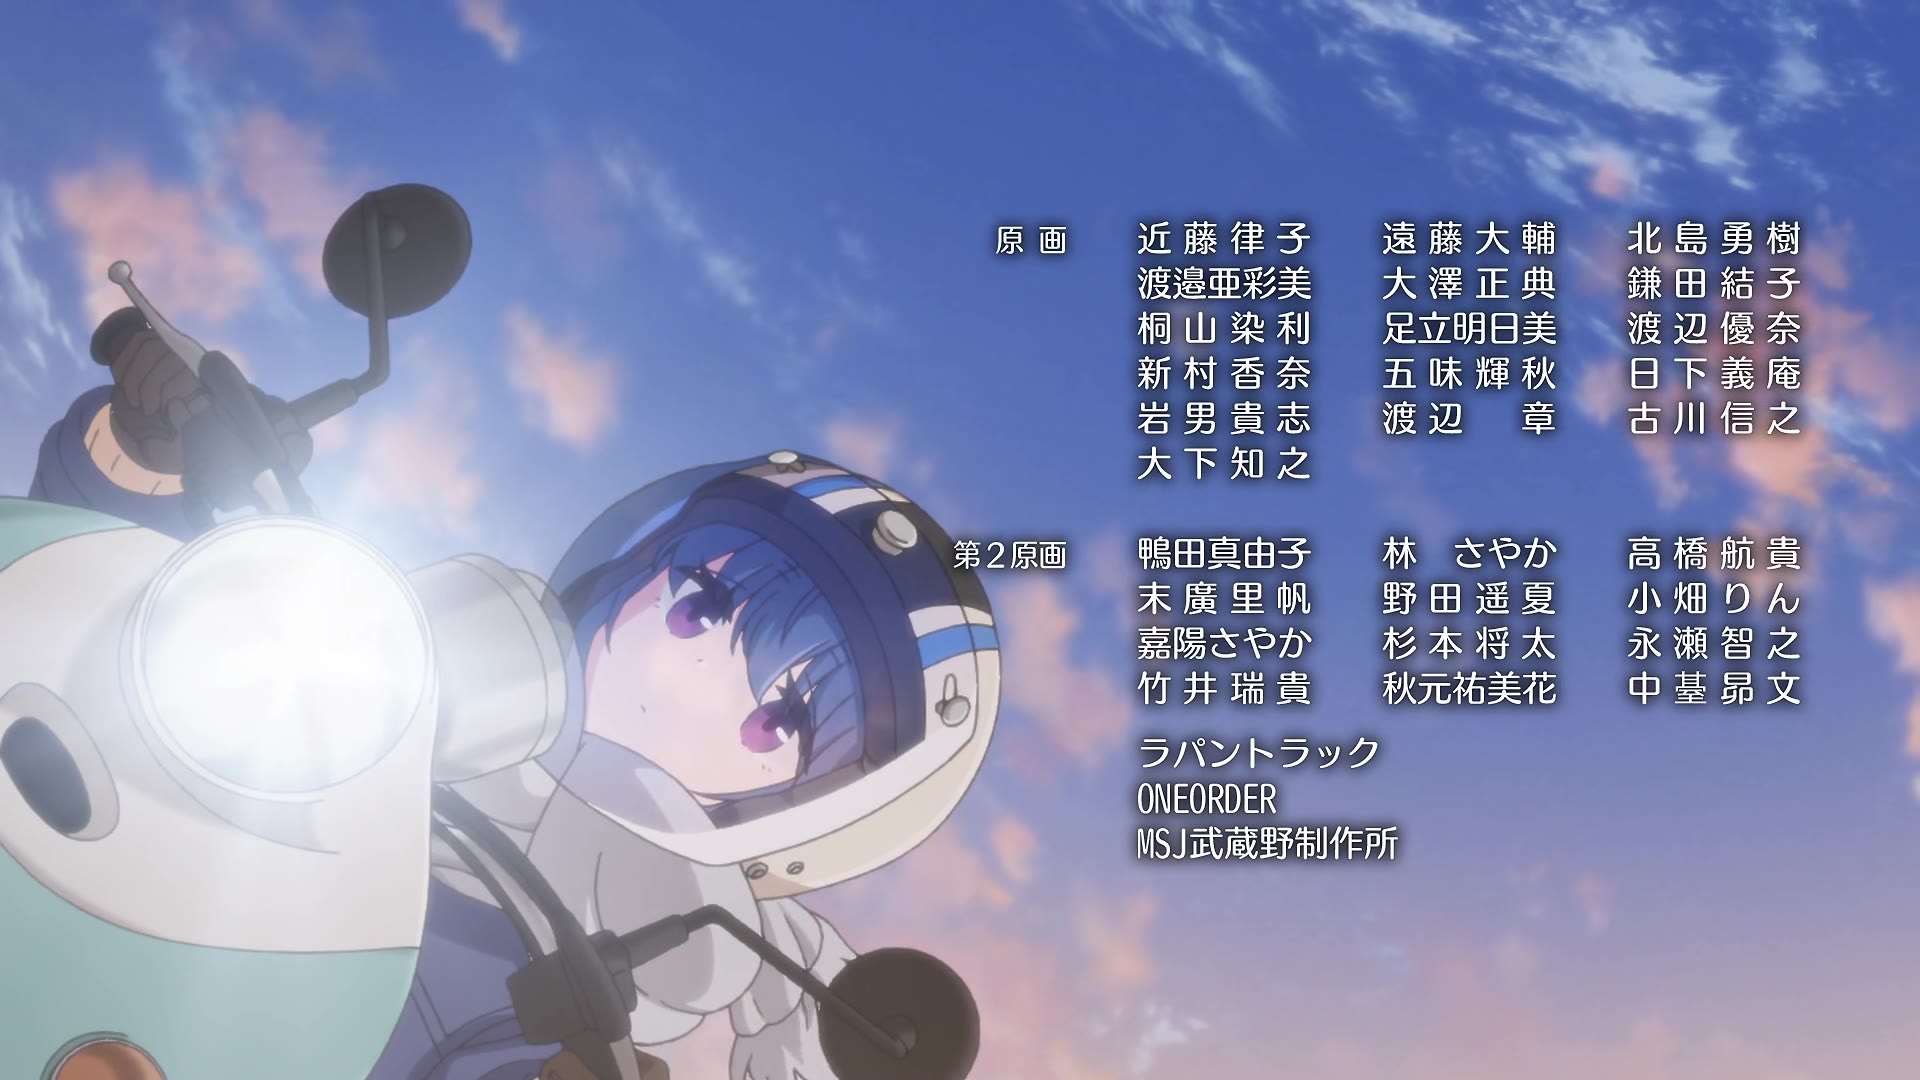 原画 近藤律子 遠藤大輔 北島勇樹
渡邉亜彩美 大澤正典 鎌田結子
桐山染利 足立明日美 渡辺優奈
新村香奈 五味輝秋 日下義庵
岩男貴志 渡辺 章 古川信之
大下知之
第2原画 鴨田真由子 林 さやか 高橋航貴
末廣里帆 野田遥夏 小畑りん
嘉陽さやか 杉本将太 永瀬智之
竹井瑞貴 秋元祐美花 中䑓昴文
ラパントラック
ONEORDER
MSJ武蔵野制作所